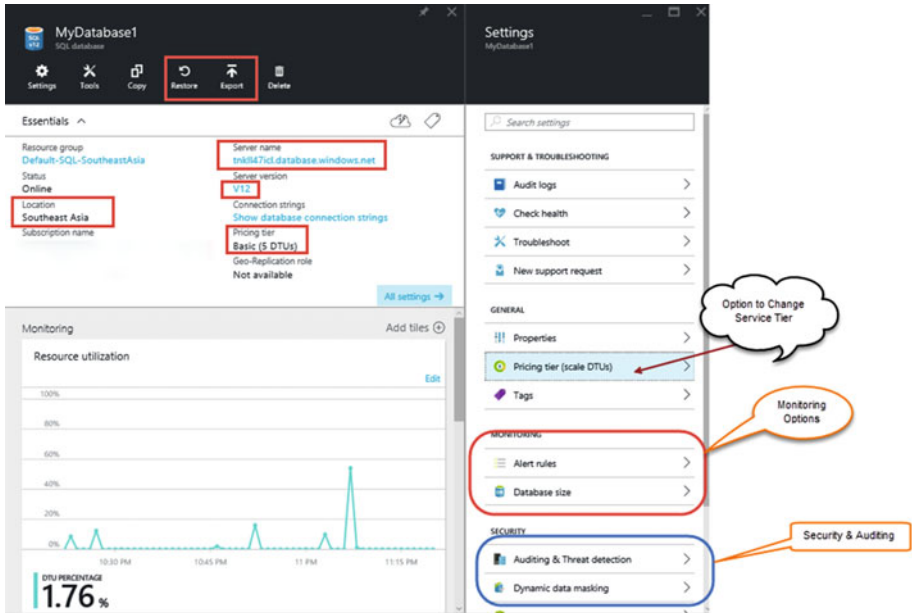 MyDatabase1
SQL database
Settings
Tools
Copy
Restore
Export
Delete
Essentials
Resource group
Default-SQL-SoutheastAsia
Status
Online
Location
Southeast Asia
Subscription name
Server name
tnkll47icl.database.windows.net
Server version
V12
Connection strings
Show database connection strings
Pricing tier
Basic (5 DTUs)
Geo-Replication role
Not available
All settings →
Monitoring
Add tiles
Resource utilization
Edit
100%
80%
60%
40%
20%
0%
10:30 PM
10:45 PM
11 PM
11:15 PM
DTU PERCENTAGE
1.76 %
Settings
MyDatabase1
Search settings
SUPPORT & TROUBLESHOOTING
Audit logs
Check health
Troubleshoot
New support request
GENERAL
Properties
Pricing tier (scale DTUs)
Tags
MONITORING
Alert rules
Database size
SECURITY
Auditing & Threat detection
Dynamic data masking
Option to Change
Service Tier
Monitoring
Options
Security & Auditing